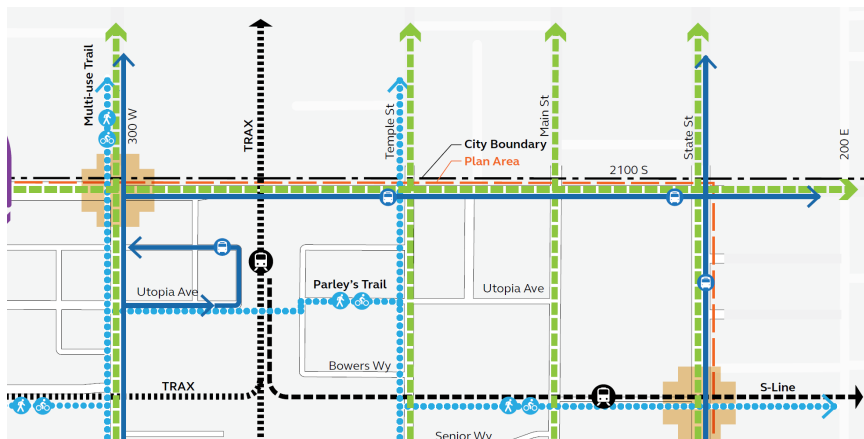 Multi-use Trail
300 W
TRAX
Temple St
Main St
State St
200 E
City Boundary
Plan Area
2100 S
Utopia Ave
Parley's Trail
Utopia Ave
Bowers Wy
TRAX
S-Line
Senior Wy